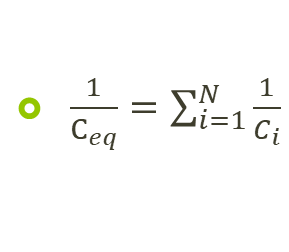 1/C_eq = ∑_{i=1}^{N} 1/C_i